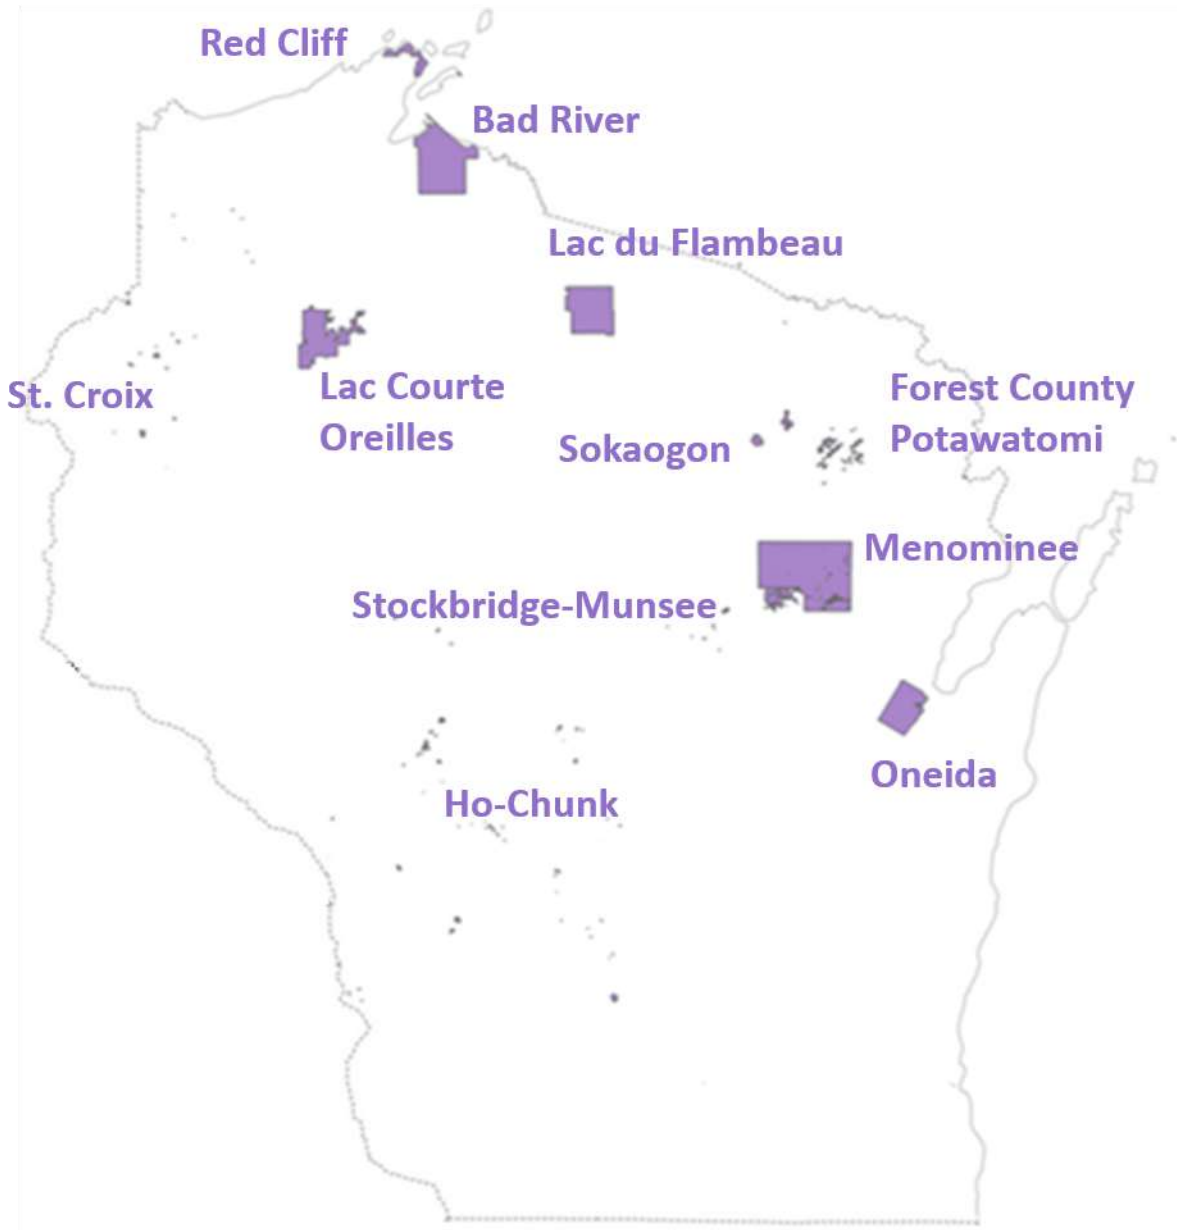 Red Cliff
Bad River
Lac du Flambeau
St. Croix
Lac Courte
Oreilles
Forest County
Potawatomi
Sokaogon
Menominee
Stockbridge-Munsee
Oneida
Ho-Chunk